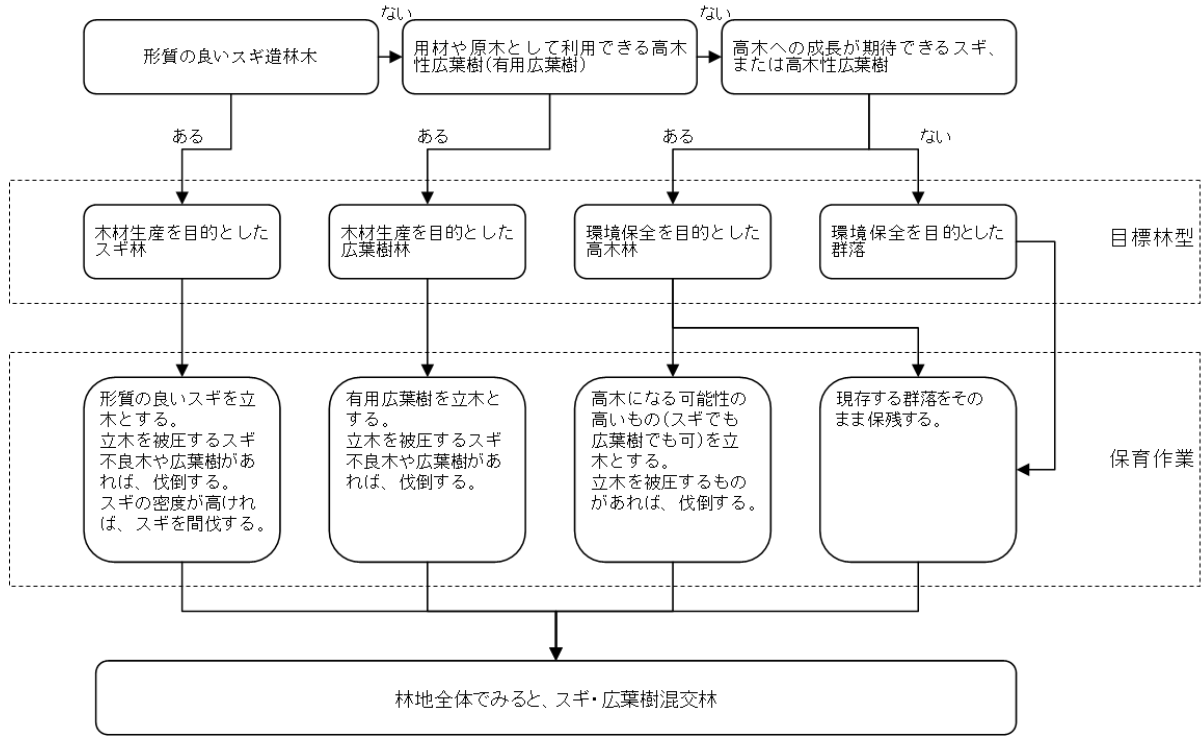 ない
ない
形質の良いスギ造林木
用材や原木として利用できる高木
性広葉樹(有用広葉樹)
高木への成長が期待できるスギ、
または高木性広葉樹
ある
ある
ある
ない
木材生産を目的とした
スギ林
木材生産を目的とした
広葉樹林
環境保全を目的とした
高木林
環境保全を目的とした
群落
目標林型
形質の良いスギを立
木とする。
立木を被圧するスギ
不良木や広葉樹があ
れば、伐倒する。
スギの密度が高けれ
ば、スギを間伐する。
有用広葉樹を立木と
する。
立木を被圧するスギ
不良木や広葉樹があ
れば、伐倒する。
高木になる可能性の
高いもの(スギでも
広葉樹でも可)を立
木とする。
立木を被圧するもの
があれば、伐倒する。
現存する群落をその
まま保残する。
保育作業
林地全体でみると、スギ・広葉樹混交林